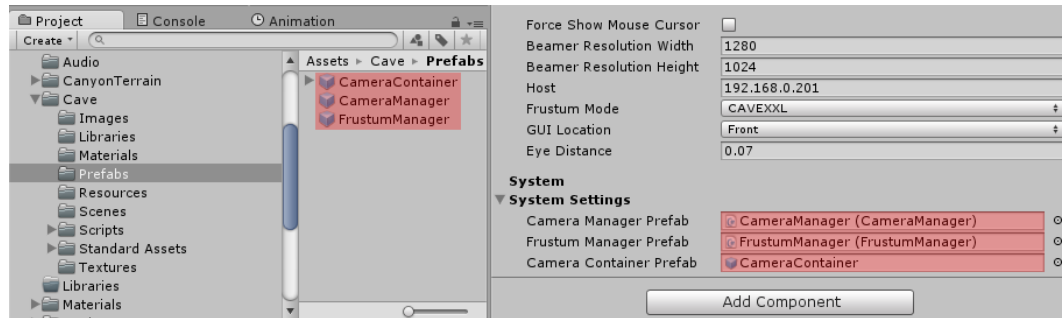 Project Console Animation
Create
Audio
CanyonTerrain
Cave
Images
Libraries
Materials
Prefabs
Resources
Scenes
Scripts
Standard Assets
Textures
Libraries
Materials
Assets Cave Prefabs
CameraContainer
CameraManager
FrustumManager
Force Show Mouse Cursor
Beamer Resolution Width 1280
Beamer Resolution Height 1024
Host 192.168.0.201
Frustum Mode CAVEXXL
GUI Location Front
Eye Distance 0.07
System
System Settings
Camera Manager Prefab CameraManager (CameraManager)
Frustum Manager Prefab FrustumManager (FrustumManager)
Camera Container Prefab CameraContainer
Add Component